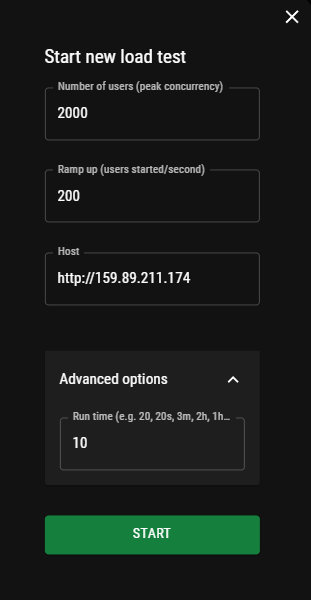 Start new load test
Number of users (peak concurrency)
2000
Ramp up (users started/second)
200
Host
http://159.89.211.174
Advanced options
Run time (e.g. 20, 20s, 3m, 2h, 1h...
10
START